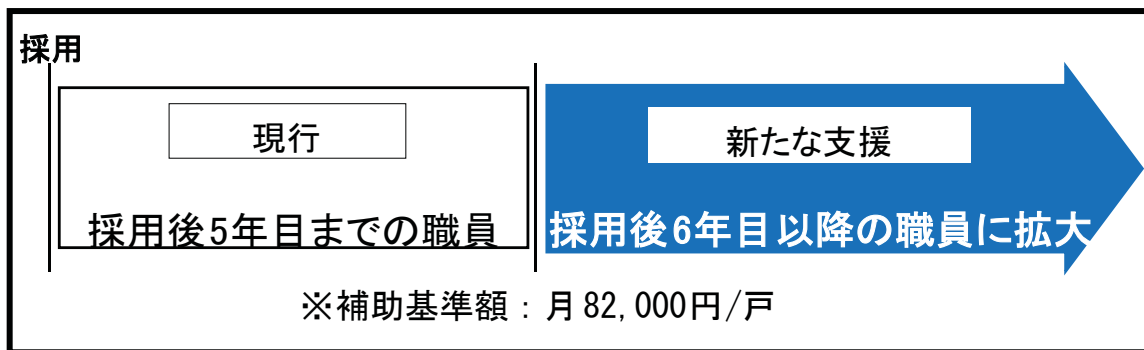 採用
現行
新たな支援
採用後5年目までの職員
採用後6年目以降の職員に拡大
※補助基準額：月82,000円/戸